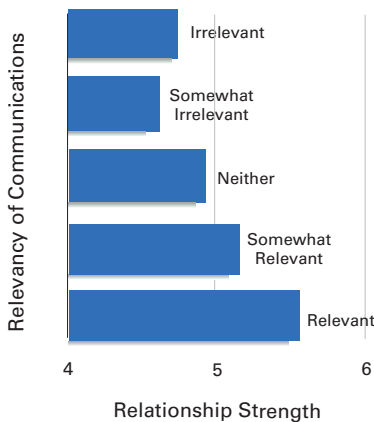 Relevancy of Communications
Irrelevant
Somewhat
Irrelevant
Neither
Somewhat
Relevant
Relevant
4 5 6
Relationship Strength